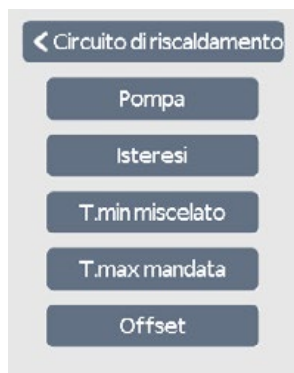 Circuito di riscaldamento
Pompa
Isteresi
T.min miscelato
T.max mandata
Offset